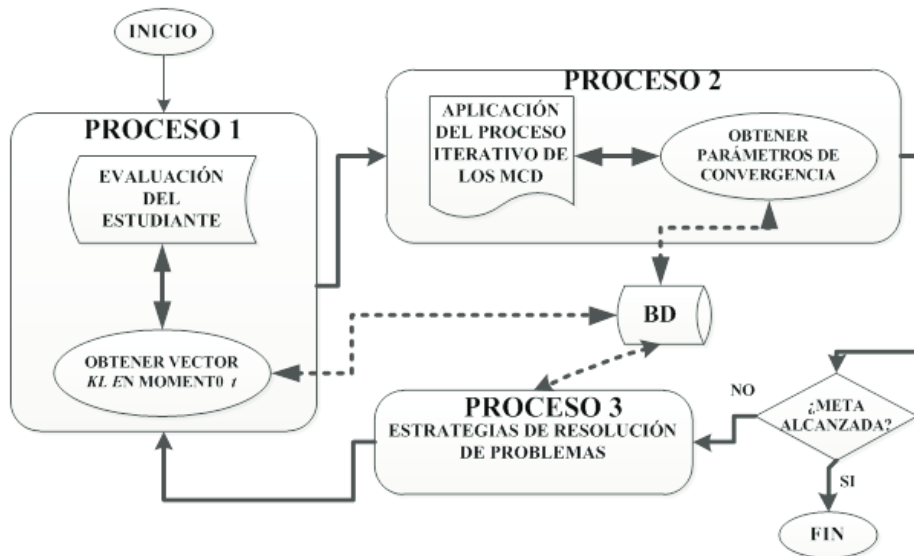 INICIO
PROCESO 1
EVALUACIÓN
DEL
ESTUDIANTE
OBTENER VECTOR
KL EN MOMENT0 t
PROCESO 2
APLICACIÓN
DEL PROCESO
ITERATIVO DE
LOS MCD
OBTENER
PARÁMETROS DE
CONVERGENCIA
BD
PROCESO 3
ESTRATEGIAS DE RESOLUCIÓN
DE PROBLEMAS
NO
¿META
ALCANZADA?
SI
FIN